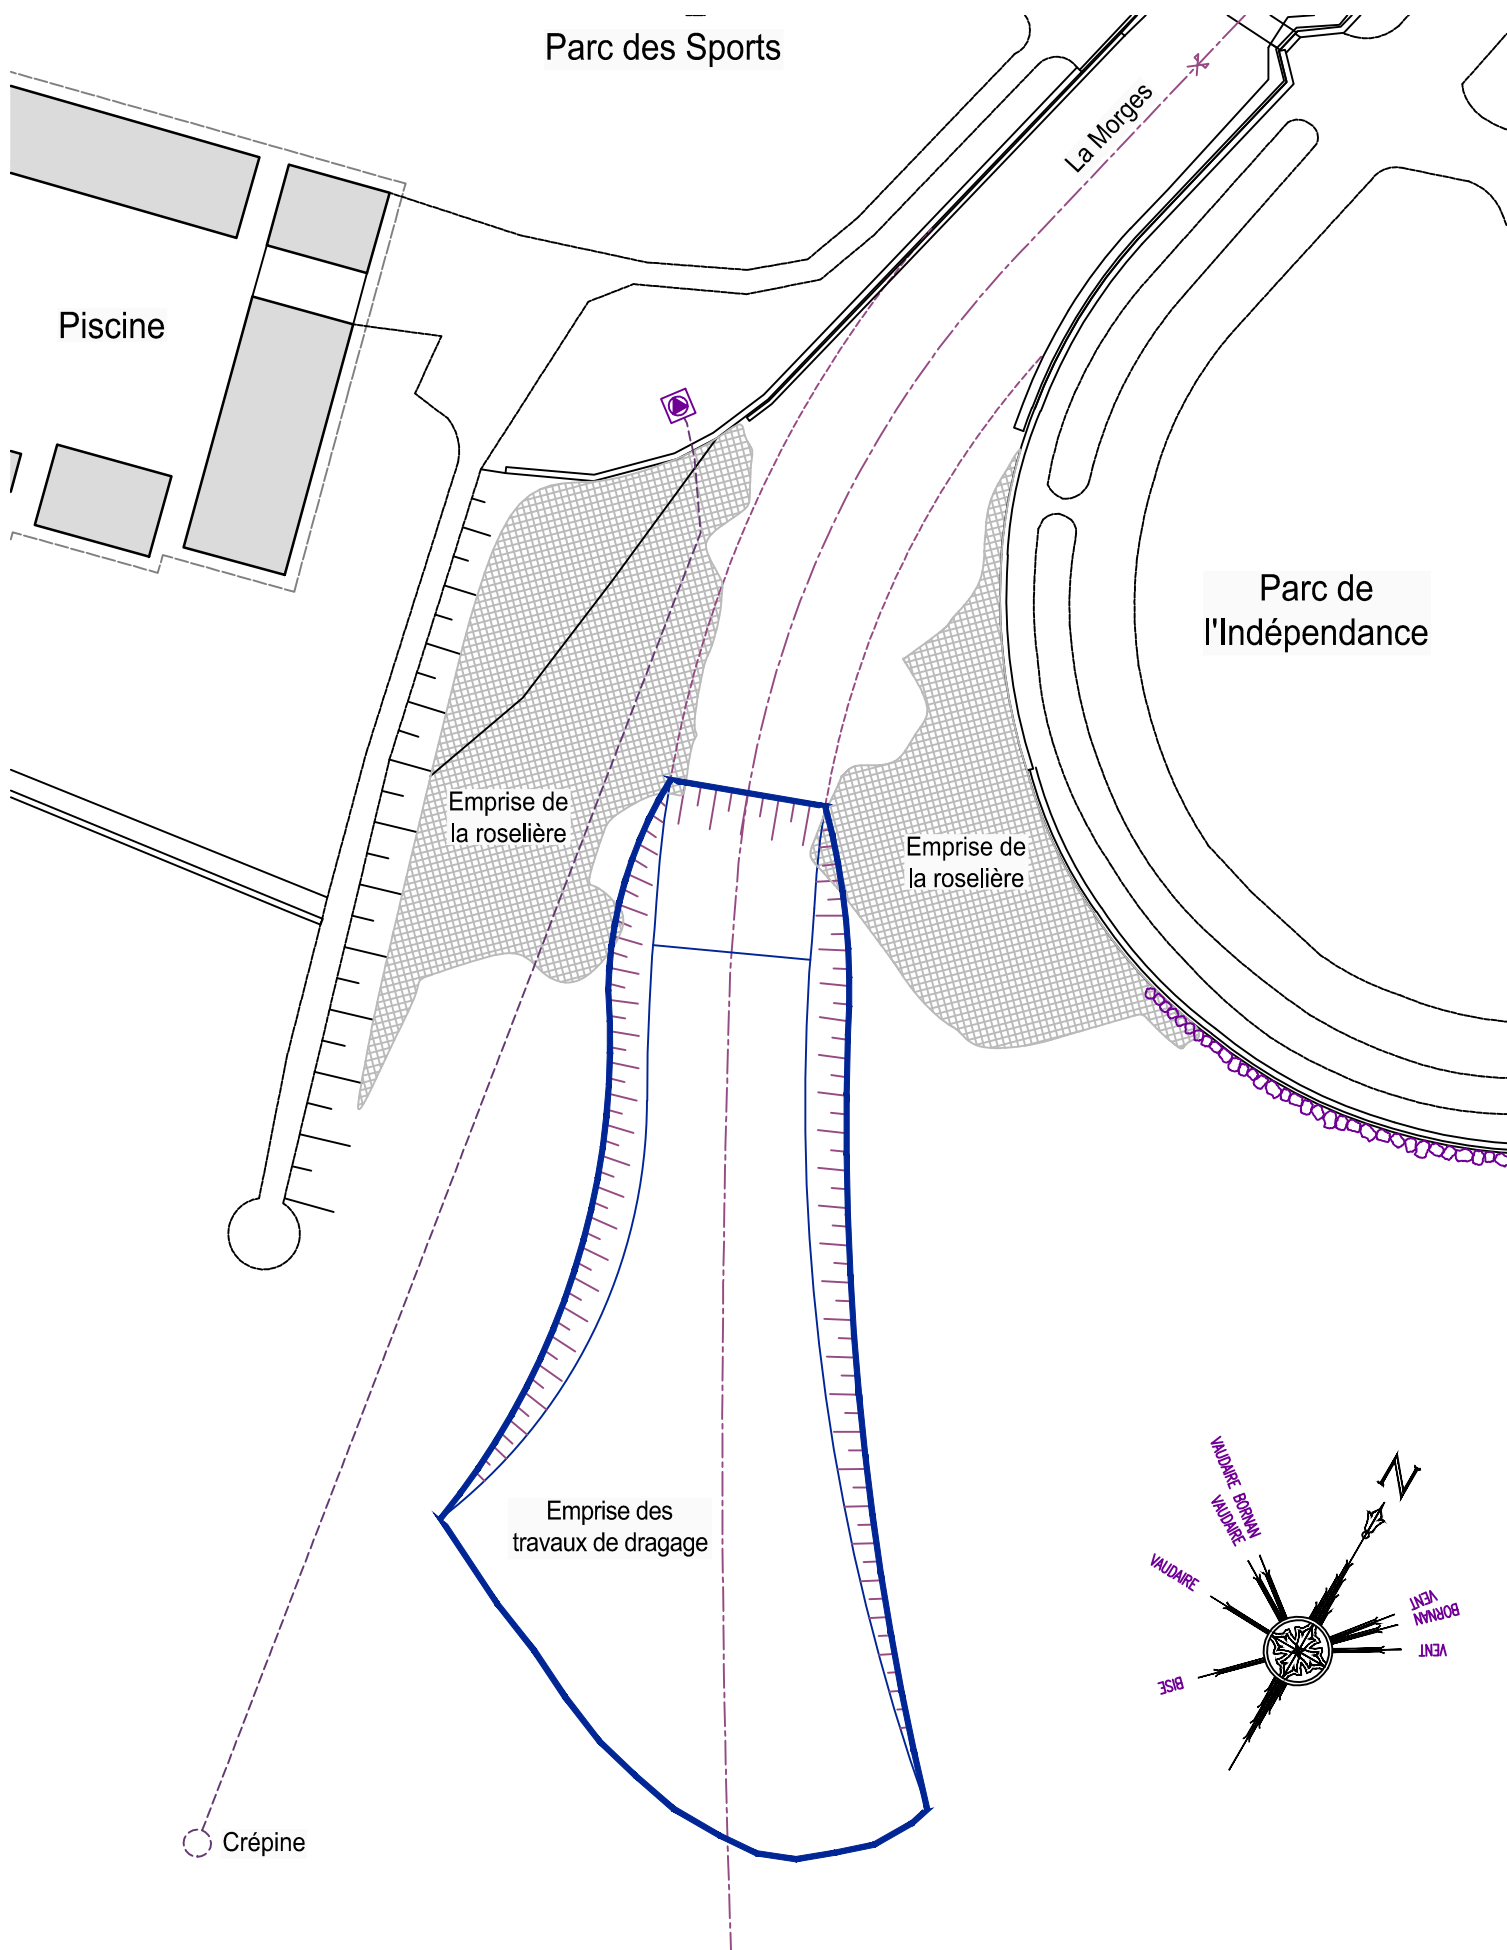 Parc des Sports
La Morges
Piscine
Parc de
l'Indépendance
Emprise de
la roselière
Emprise de
la roselière
Emprise des
travaux de dragage
Crépine
N
VAUDAIRE BORNAN
VAUDAIRE
VAUDAIRE
BISE
VENT
BORNAN
VENT